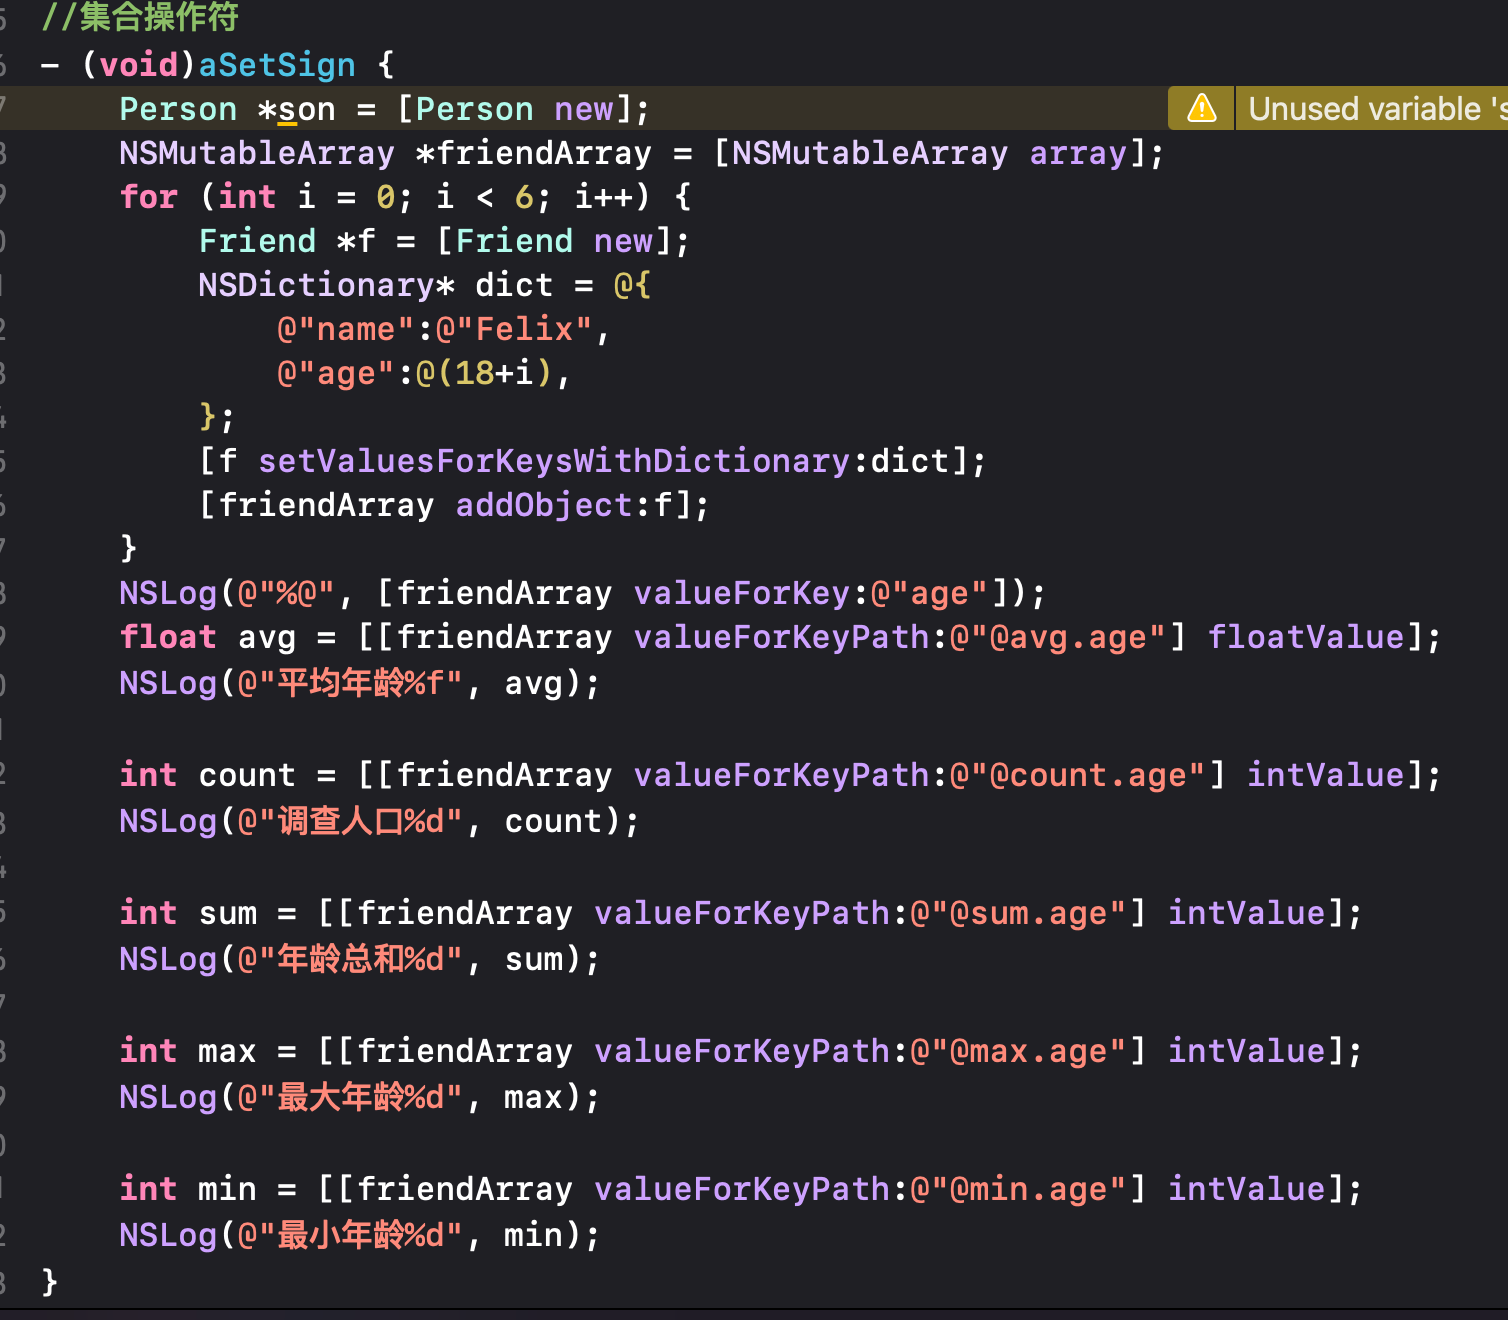 //集合操作符
- (void)aSetSign {
Person *son = [Person new];
Unused variable
NSMutableArray *friendArray = [NSMutableArray array];
for (int i = 0; i < 6; i++) {
Friend *f = [Friend new];
NSDictionary* dict = @{
@"name":@"Felix",
@"age":@(18+i),
};
[f setValuesForKeysWithDictionary:dict];
[friendArray addObject:f];
}
NSLog(@"%@", [friendArray valueForKey:@"age"]);
float avg = [[friendArray valueForKeyPath:@"@avg.age"] floatValue];
NSLog(@"平均年龄%f", avg);
int count = [[friendArray valueForKeyPath:@"@count.age"] intValue];
NSLog(@"调查人口%d", count);
int sum = [[friendArray valueForKeyPath:@"@sum.age"] intValue];
NSLog(@"年龄总和%d", sum);
int max = [[friendArray valueForKeyPath:@"@max.age"] intValue];
NSLog(@"最大年龄%d", max);
int min = [[friendArray valueForKeyPath:@"@min.age"] intValue];
NSLog(@"最小年龄%d", min);
}